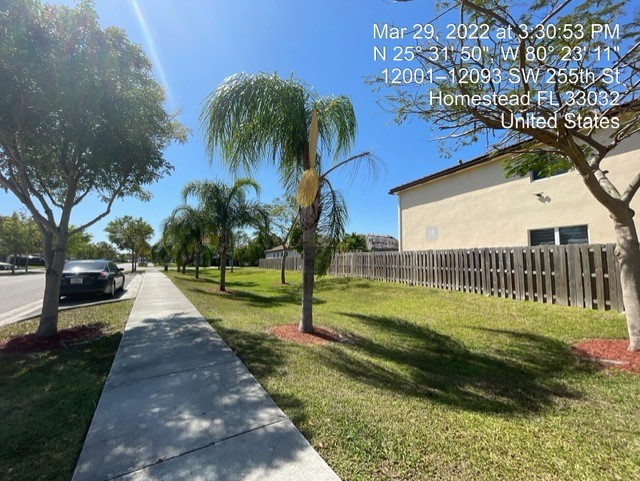 Mar 29, 2022 at 3:30:53 PM
N 25° 31' 50", W 80° 23' 11"
12001–12093 SW 255th St
Homestead FL 33032
United States